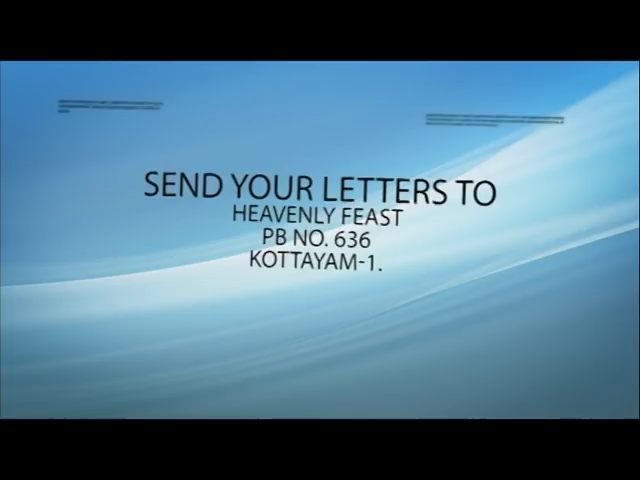 SEND YOUR LETTERS TO
HEAVENLY FEAST
PB NO. 636
KOTTAYAM-1.